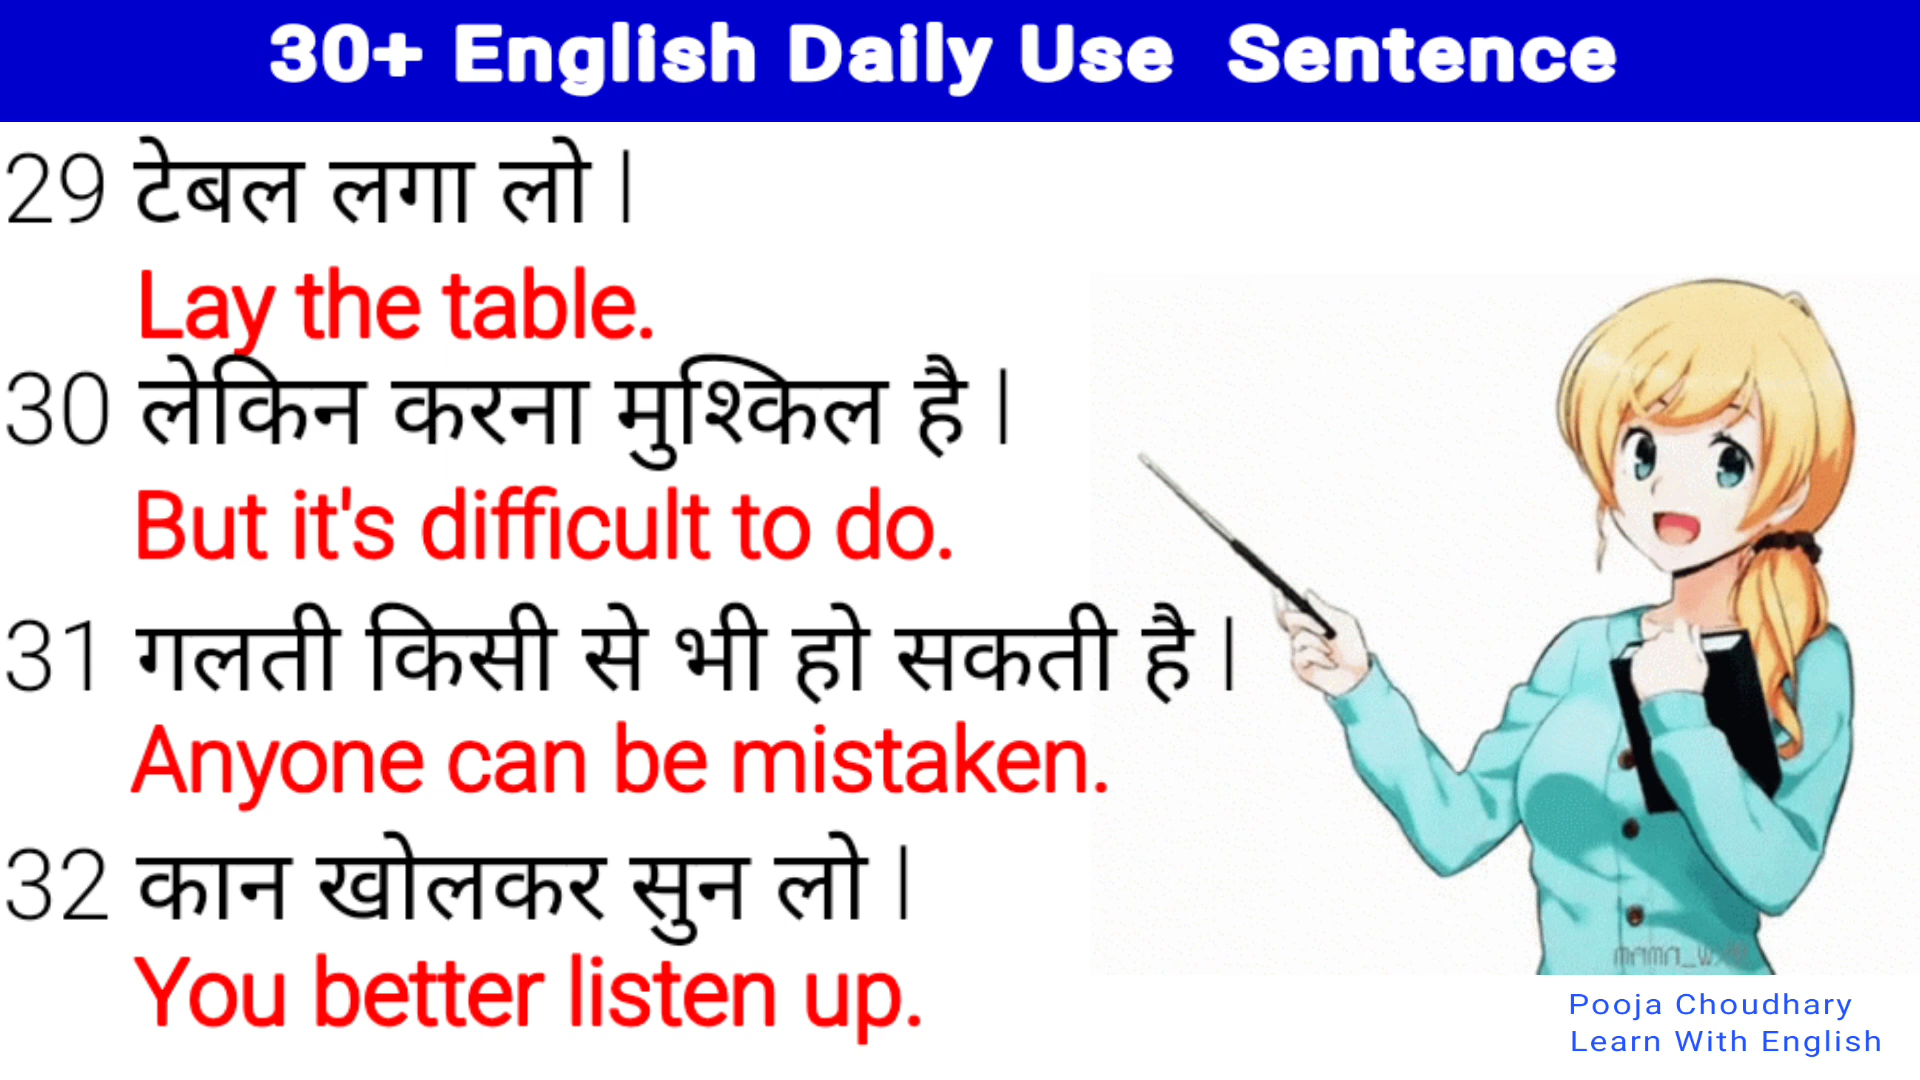 30+ English Daily Use Sentence
29 टेबल लगा लो |
Lay the table.
30 लेकिन करना मुश्किल है |
But it's difficult to do.
31 गलती किसी से भी हो सकती है |
Anyone can be mistaken.
32 कान खोलकर सुन लो |
You better listen up.
Pooja Choudhary
Learn With English